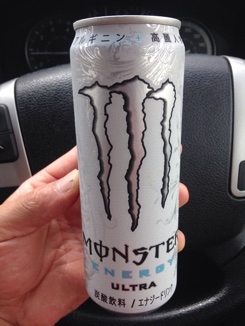 ルギニン + 高麗人
MONSTER
ENERGY
ULTRA
炭酸飲料 / エナジードリンク